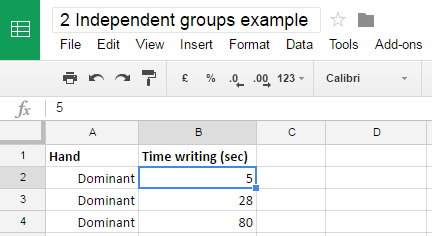 2 Independent groups example
File Edit View Insert Format Data Tools Add-ons
£ % .0 .00 123 Calibri
fx 5
A B C D
1 Hand Time writing (sec)
2 Dominant 5
3 Dominant 28
4 Dominant 80